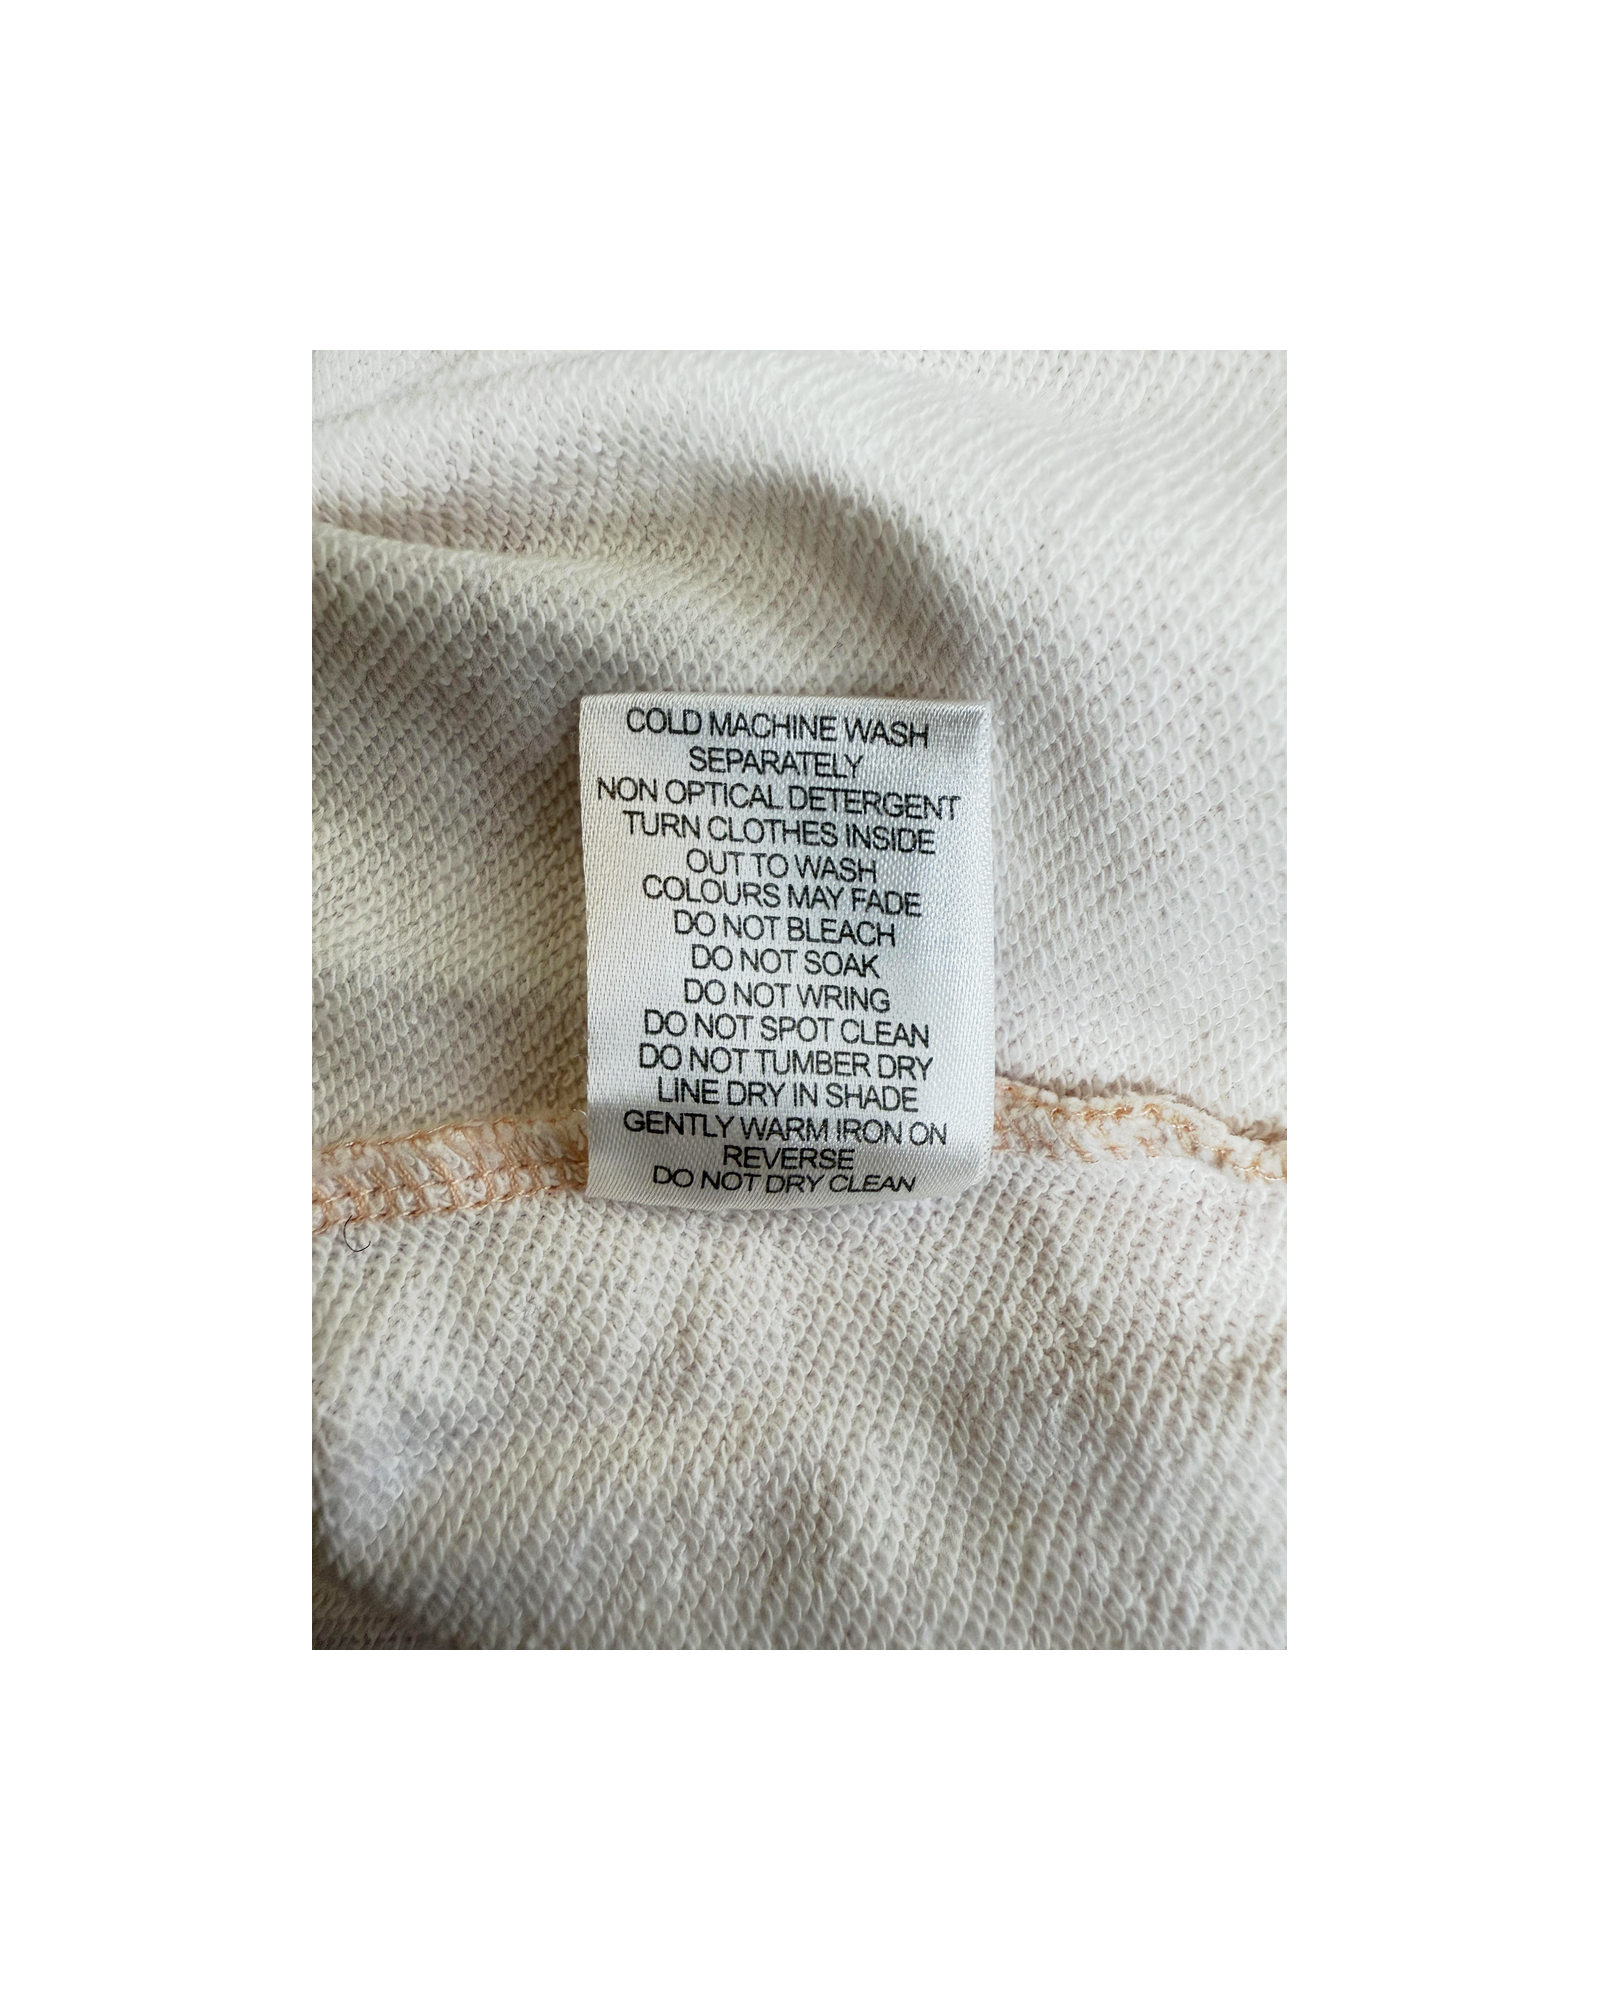 COLD MACHINE WASH
SEPARATELY
NON OPTICAL DETERGENT
TURN CLOTHES INSIDE
OUT TO WASH
COLOURS MAY FADE
DO NOT BLEACH
DO NOT SOAK
DO NOT WRING
DO NOT SPOT CLEAN
DO NOT TUMBER DRY
LINE DRY IN SHADE
GENTLY WARM IRON ON
REVERSE
DO NOT DRY CLEAN